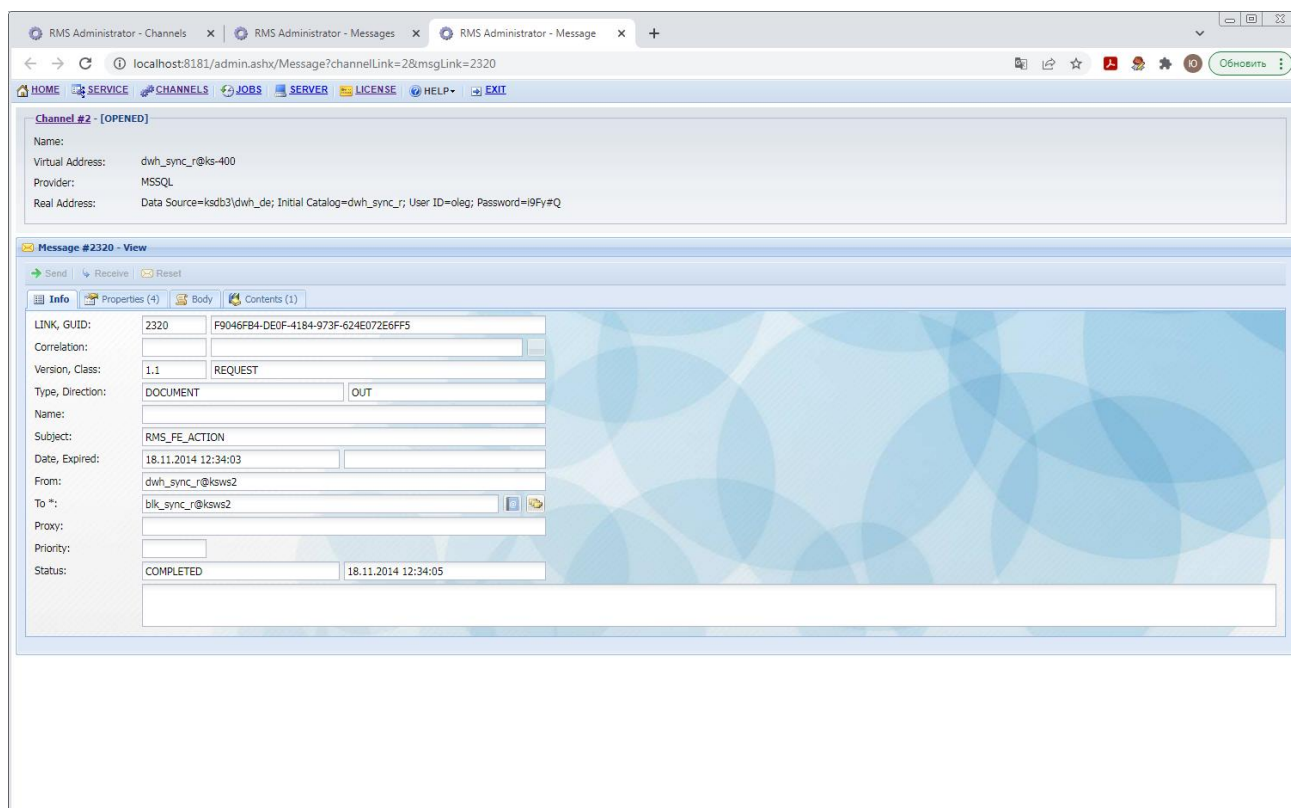 RMS Administrator - Channels RMS Administrator - Messages RMS Administrator - Message
localhost:8181/admin.ashx/Message?channelLink=2&msgLink=2320 Ю Обновить
HOME SERVICE CHANNELS JOBS SERVER LICENSE HELP EXIT
Channel #2 - [OPENED]
Name:
Virtual Address: dwh_sync_r@ks-400
Provider: MSSQL
Real Address: Data Source=ksdb3\dwh_de; Initial Catalog=dwh_sync_r; User ID=oleg; Password=i9Fy#Q
Message #2320 - View
Send Receive Reset
Info Properties (4) Body Contents (1)
LINK, GUID: 2320 F9046FB4-DE0F-4184-973F-624E072E6FF5
Correlation:
Version, Class: 1.1 REQUEST
Type, Direction: DOCUMENT OUT
Name:
Subject: RMS_FE_ACTION
Date, Expired: 18.11.2014 12:34:03
From: dwh_sync_r@ksws2
To *: blk_sync_r@ksws2
Proxy:
Priority:
Status: COMPLETED 18.11.2014 12:34:05